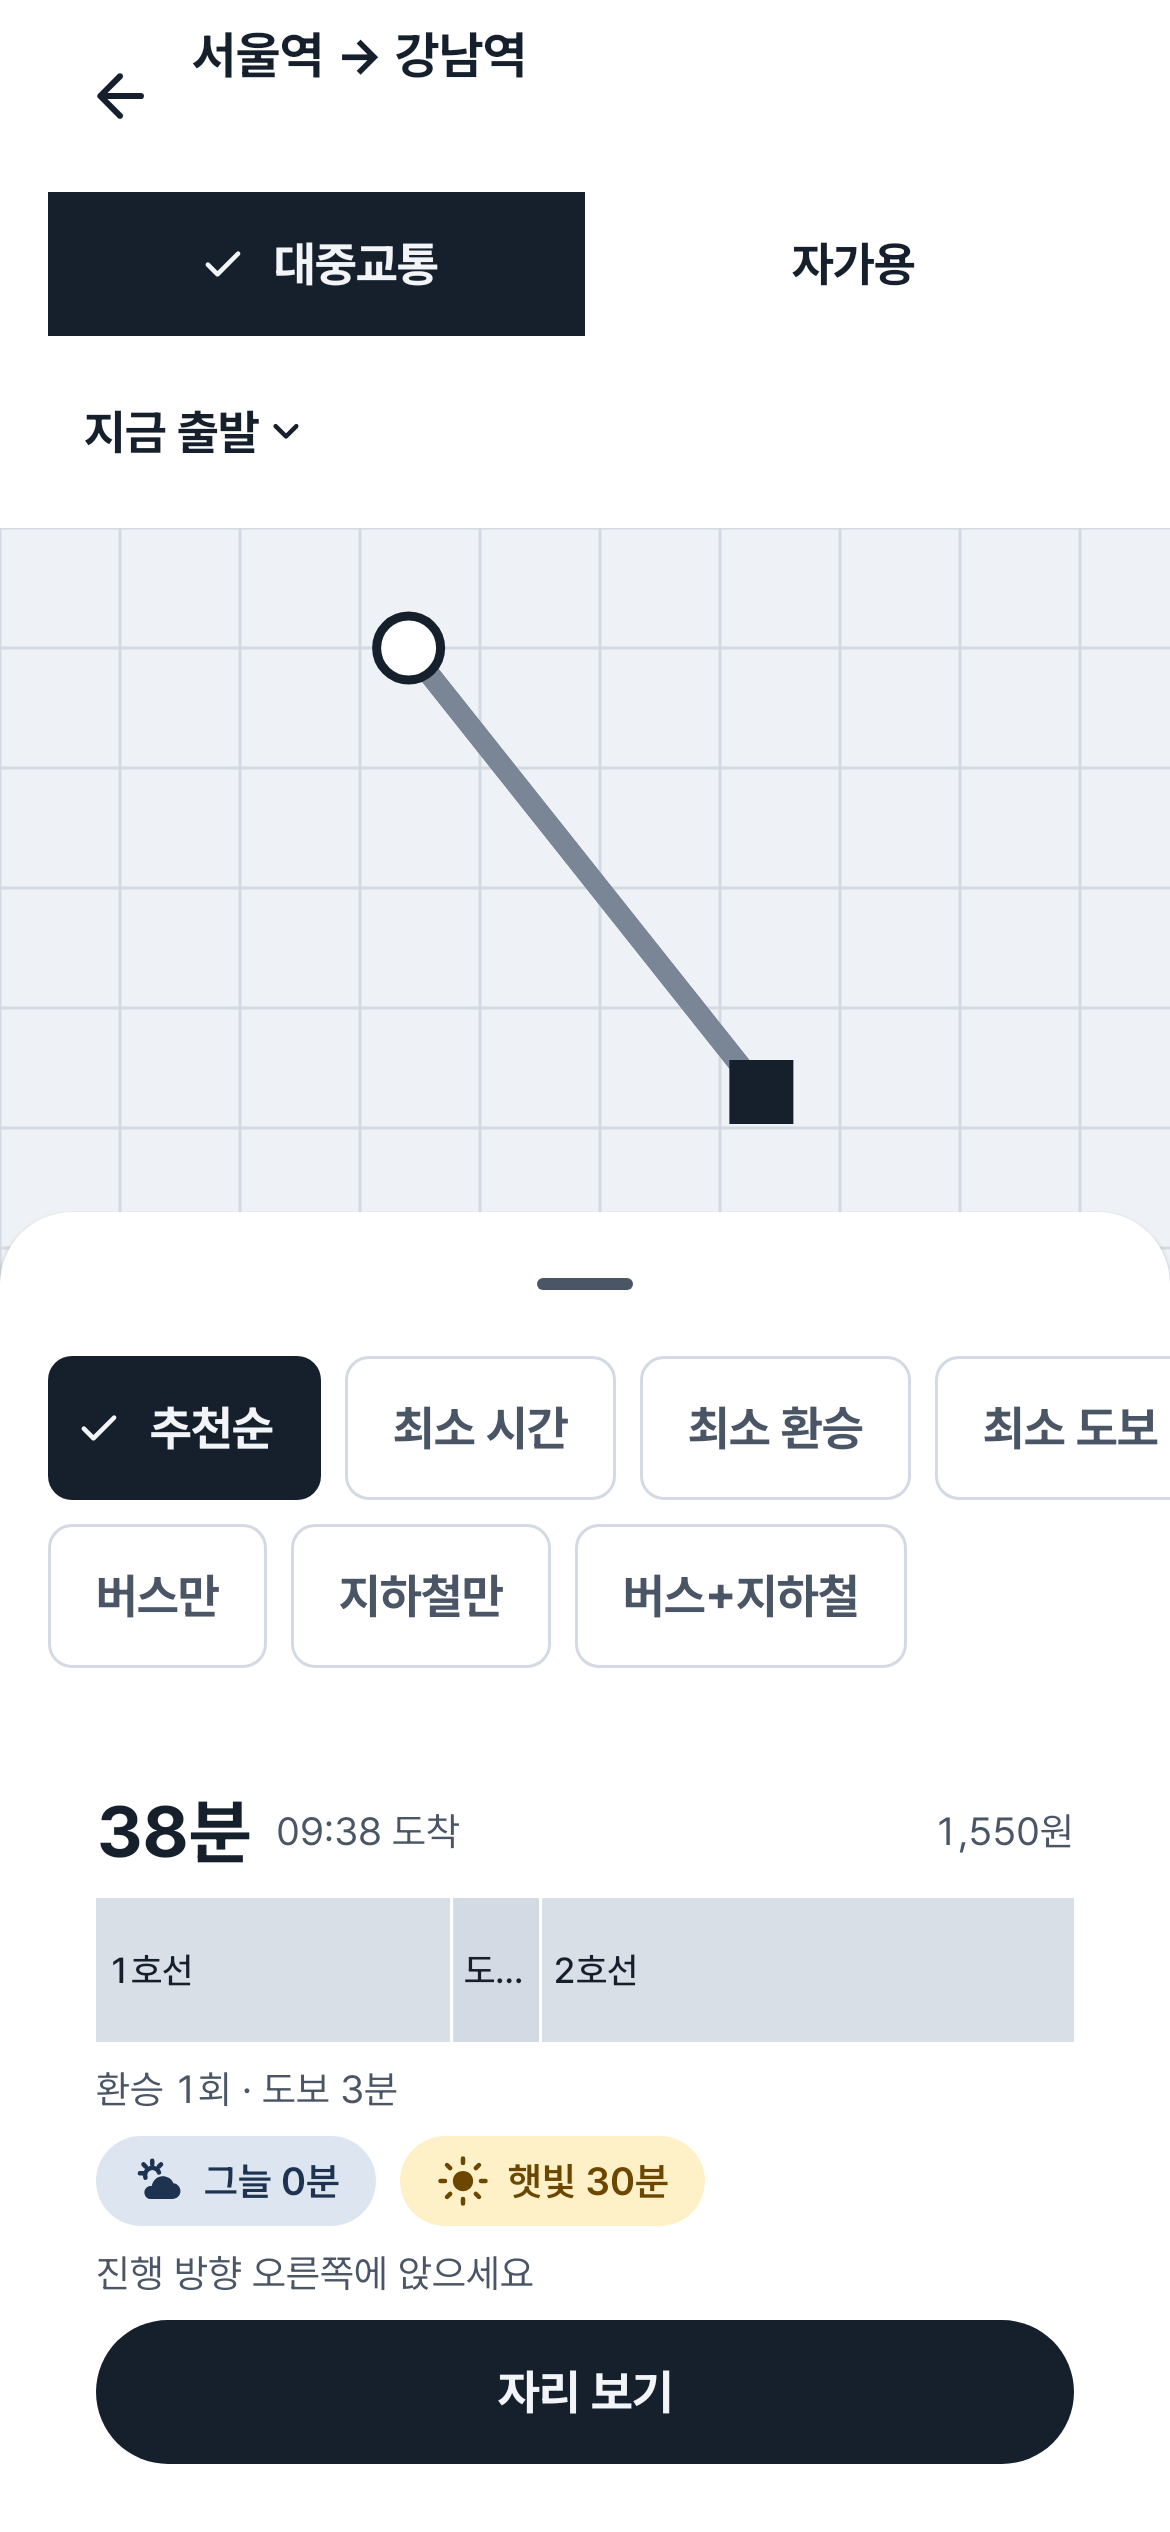 서울역 → 강남역
대중교통
자가용
지금 출발
추천순
최소 시간
최소 환승
최소 도보
버스만
지하철만
버스+지하철
38분 09:38 도착 1,550원
1호선 도... 2호선
환승 1회 · 도보 3분
그늘 0분
햇빛 30분
진행 방향 오른쪽에 앉으세요
자리 보기